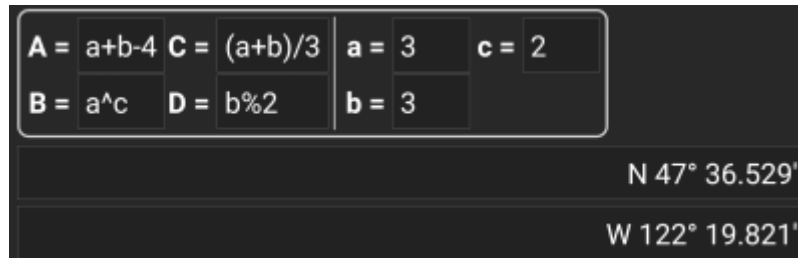 A = a+b-4 C = (a+b)/3 a = 3 c = 2
B = a^c D = b%2 b = 3
N 47° 36.529'
W 122° 19.821'